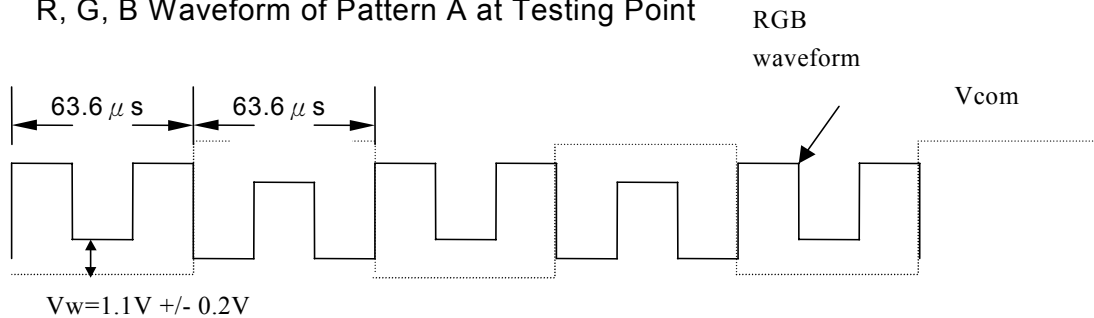 R, G, B Waveform of Pattern A at Testing Point
RGB
waveform
Vcom
63.6 μ s
63.6 μ s
Vw=1.1V +/- 0.2V